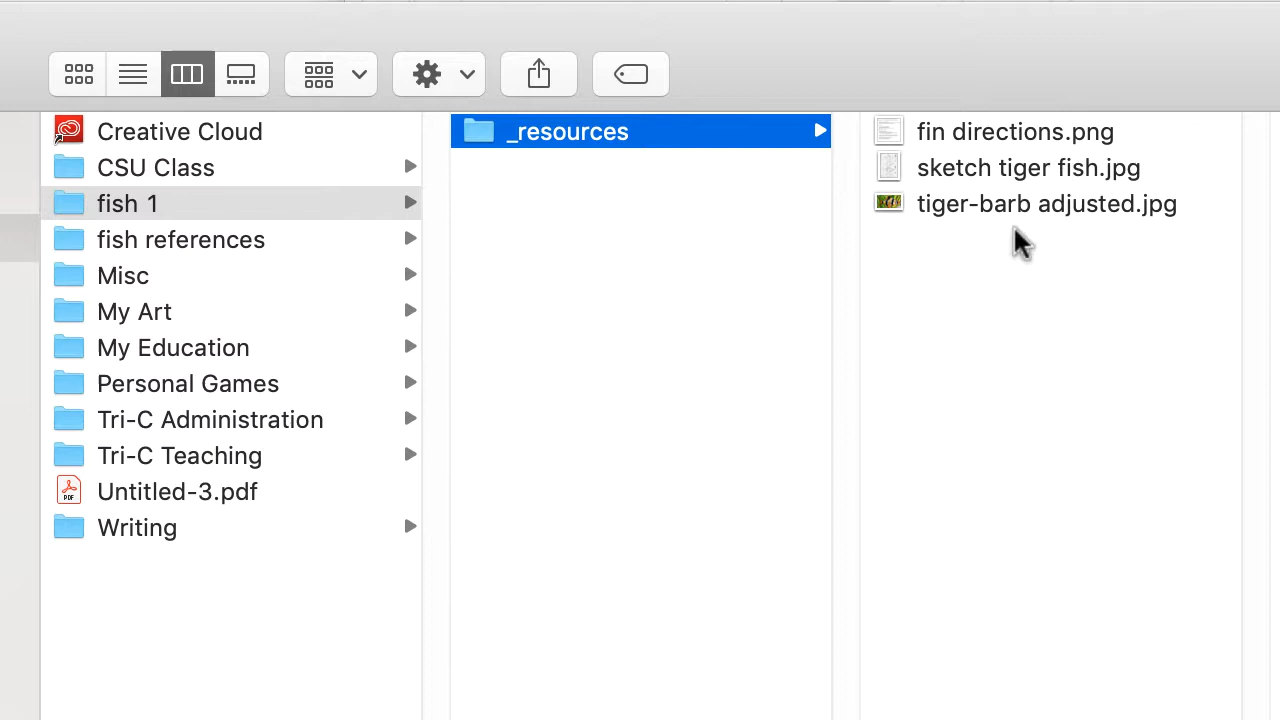 Creative Cloud
CSU Class
fish 1
fish references
Misc
My Art
My Education
Personal Games
Tri-C Administration
Tri-C Teaching
Untitled-3.pdf
Writing
_resources
fin directions.png
sketch tiger fish.jpg
tiger-barb adjusted.jpg